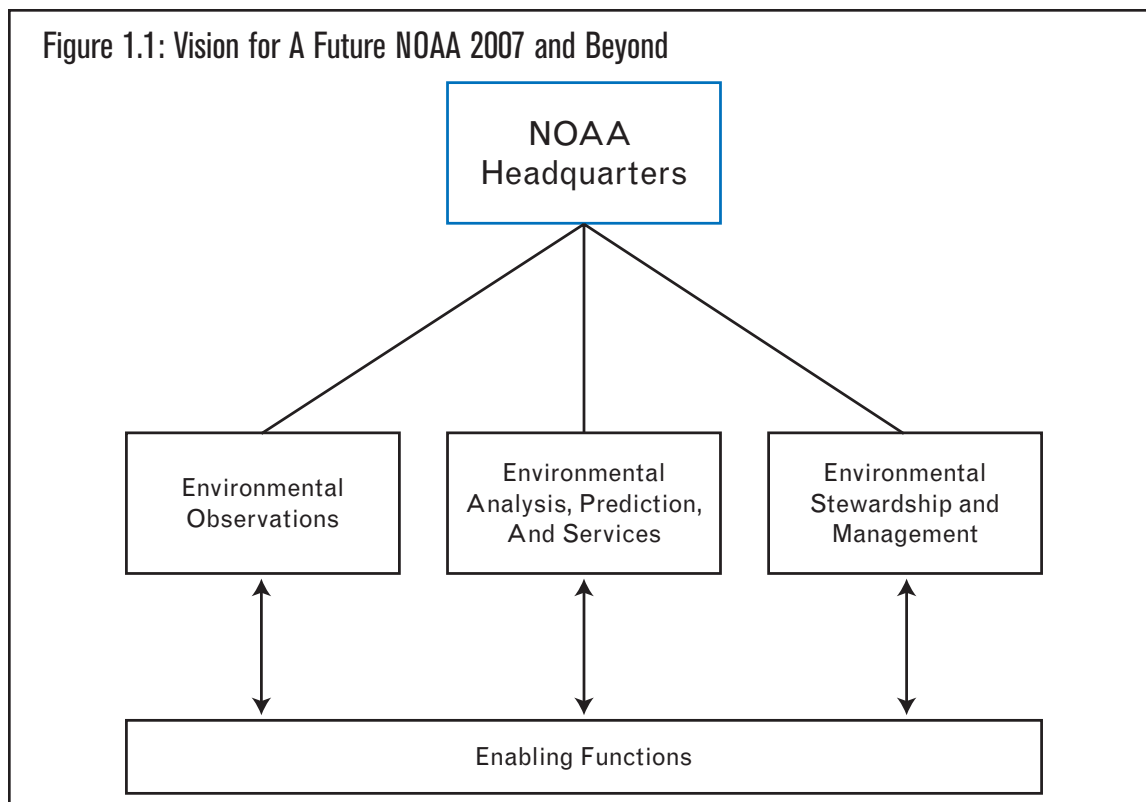 Figure 1.1: Vision for A Future NOAA 2007 and Beyond
NOAA
Headquarters
Environmental
Observations
Environmental
Analysis, Prediction,
And Services
Environmental
Stewardship and
Management
Enabling Functions